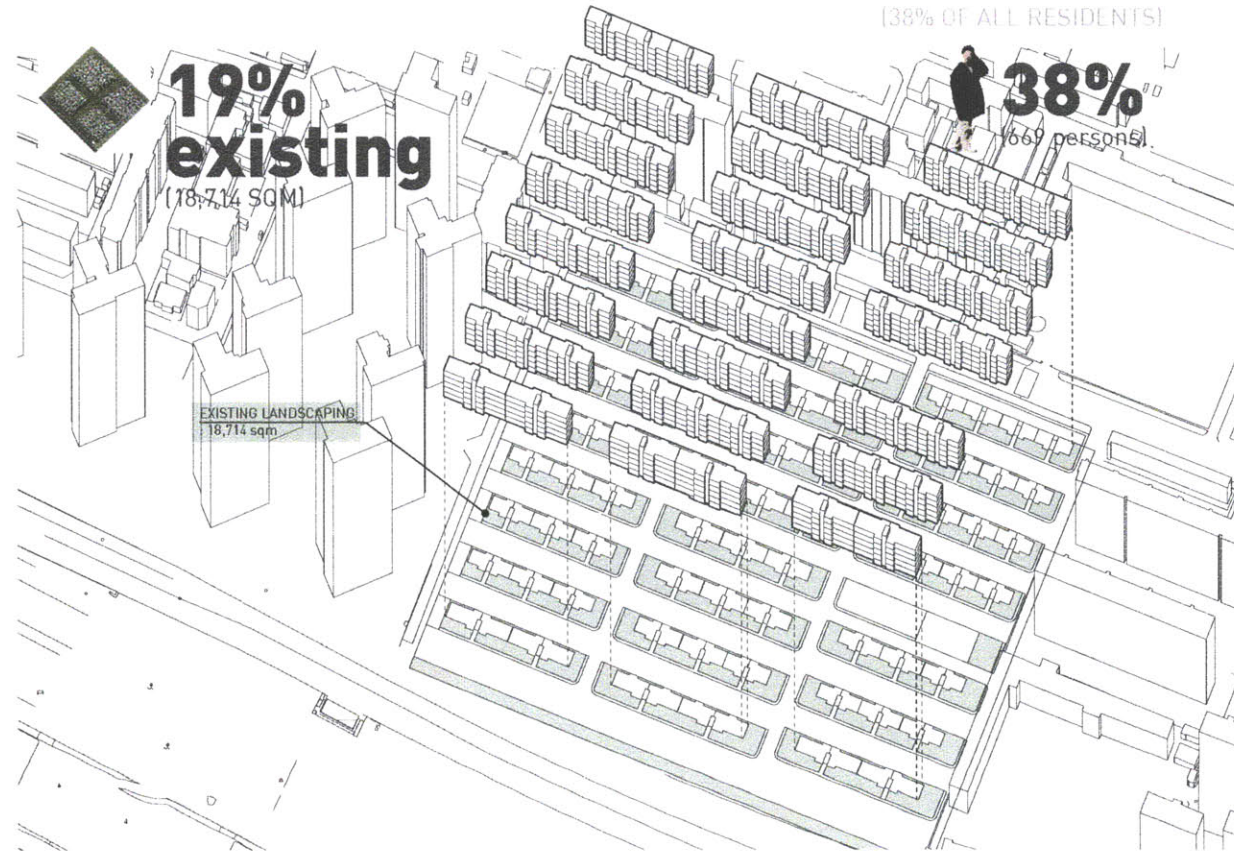 (38% OF ALL RESIDENTS)
19%
existing
(18,714 SQM)
38%
(669 persons)
EXISTING LANDSCAPING
18,714 sqm